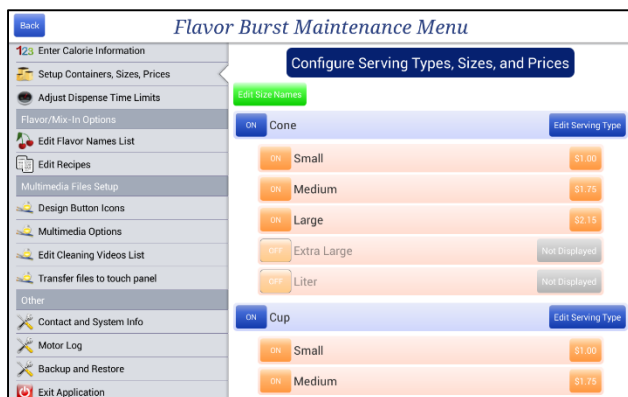 Back
Flavor Burst Maintenance Menu
123 Enter Calorie Information
Setup Containers, Sizes, Prices
Adjust Dispense Time Limits
Flavor/Mix-In Options
Edit Flavor Names List
Edit Recipes
Multimedia Files Setup
Design Button Icons
Multimedia Options
Edit Cleaning Videos List
Transfer files to touch panel
Other
Contact and System Info
Motor Log
Backup and Restore
Exit Application
Configure Serving Types, Sizes, and Prices
Edit Size Names
ON Cone Edit Serving Type
ON Small $1.00
ON Medium $1.75
ON Large $2.15
OFF Extra Large Not Displayed
OFF Liter Not Displayed
ON Cup Edit Serving Type
ON Small $1.00
ON Medium $1.75